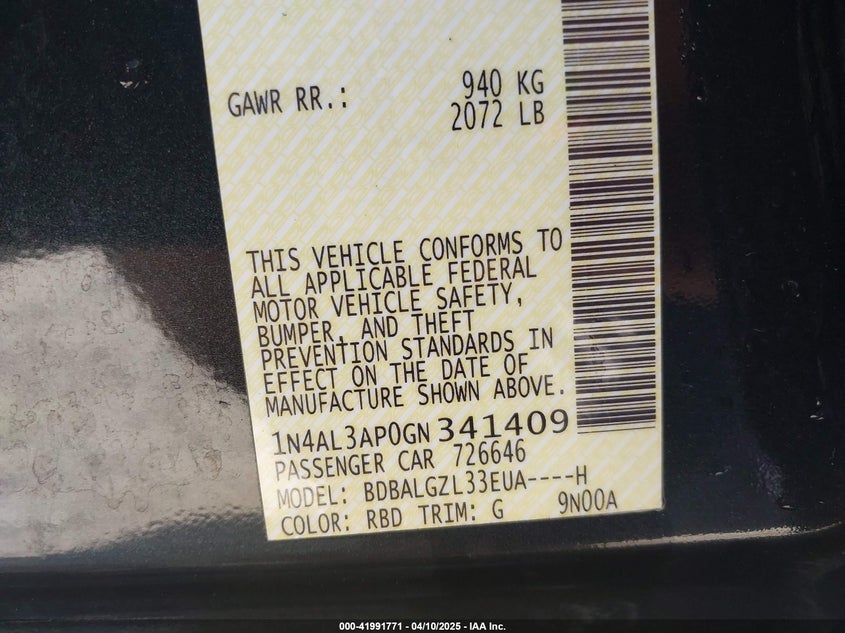 GAWR RR.: 940 KG
2072 LB
THIS VEHICLE CONFORMS TO
ALL APPLICABLE FEDERAL
MOTOR VEHICLE SAFETY,
BUMPER, AND THEFT
PREVENTION STANDARDS IN
EFFECT ON THE DATE OF
MANUFACTURE SHOWN ABOVE.
1N4AL3AP0GN341409
PASSENGER CAR 726646
MODEL: BDBALGZL33EUA----H
COLOR: RBD TRIM: G 9N00A
000-41991771 - 04/10/2025 - IAA Inc.